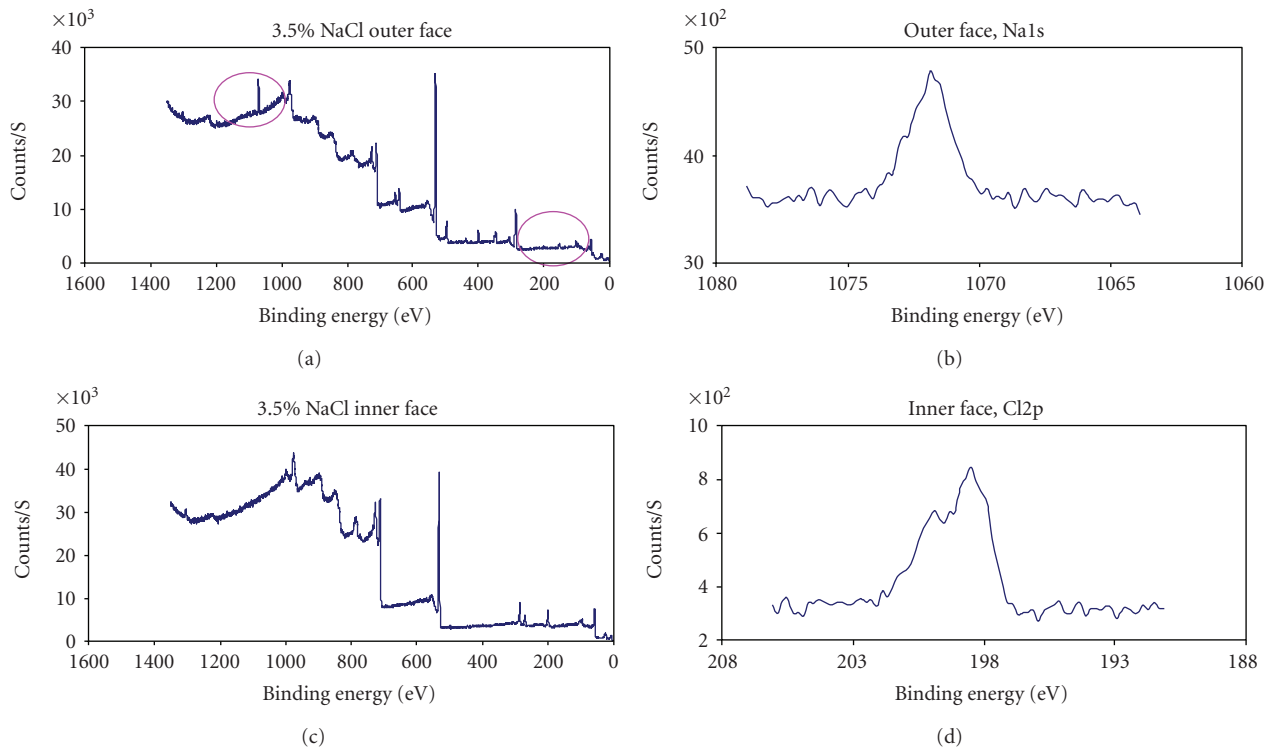 3.5% NaCl outer face
×10³
Counts/S
40
30
20
10
0
1600 1400 1200 1000 800 600 400 200 0
Binding energy (eV)
(a)
Outer face, Na1s
×10²
Counts/S
50
40
30
1080 1075 1070 1065 1060
Binding energy (eV)
(b)
3.5% NaCl inner face
×10³
Counts/S
50
40
30
20
10
0
1600 1400 1200 1000 800 600 400 200 0
Binding energy (eV)
(c)
Inner face, Cl2p
×10²
Counts/S
10
8
6
4
2
208 203 198 193 188
Binding energy (eV)
(d)